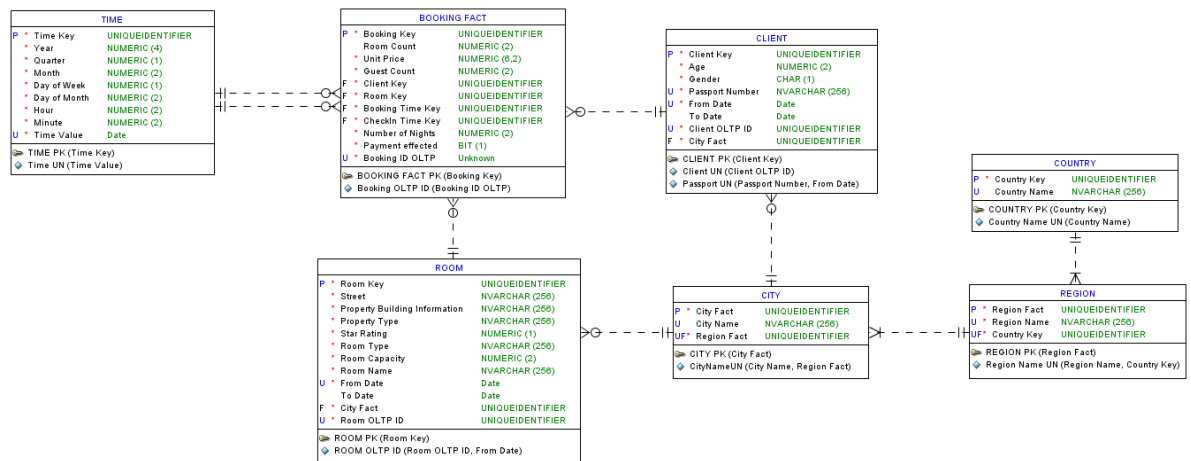 TIME
P * Time Key UNIQUEIDENTIFIER
* Year NUMERIC (4)
* Quarter NUMERIC (1)
* Month NUMERIC (2)
* Day of Week NUMERIC (1)
* Day of Month NUMERIC (2)
* Hour NUMERIC (2)
* Minute NUMERIC (2)
U * Time Value Date
TIME PK (Time Key)
Time UN (Time Value)
BOOKING FACT
P * Booking Key UNIQUEIDENTIFIER
Room Count NUMERIC (2)
* Unit Price NUMERIC (6,2)
* Guest Count NUMERIC (2)
F * Client Key UNIQUEIDENTIFIER
F * Room Key UNIQUEIDENTIFIER
F * Booking Time Key UNIQUEIDENTIFIER
F * CheckIn Time Key UNIQUEIDENTIFIER
* Number of Nights NUMERIC (2)
* Payment effected BIT (1)
U * Booking ID OLTP Unknown
BOOKING FACT PK (Booking Key)
Booking OLTP ID (Booking ID OLTP)
CLIENT
P * Client Key UNIQUEIDENTIFIER
* Age NUMERIC (2)
* Gender CHAR (1)
U * Passport Number NVARCHAR (256)
U * From Date Date
To Date Date
U * Client OLTP ID UNIQUEIDENTIFIER
F * City Fact UNIQUEIDENTIFIER
CLIENT PK (Client Key)
Client UN (Client OLTP ID)
Passport UN (Passport Number, From Date)
COUNTRY
P * Country Key UNIQUEIDENTIFIER
U Country Name NVARCHAR (256)
COUNTRY PK (Country Key)
Country Name UN (Country Name)
ROOM
P * Room Key UNIQUEIDENTIFIER
* Street NVARCHAR (256)
* Property Building Information NVARCHAR (256)
* Property Type NVARCHAR (256)
* Star Rating NUMERIC (1)
* Room Type NVARCHAR (256)
* Room Capacity NUMERIC (2)
* Room Name NVARCHAR (256)
U * From Date Date
To Date Date
F * City Fact UNIQUEIDENTIFIER
U * Room OLTP ID UNIQUEIDENTIFIER
ROOM PK (Room Key)
ROOM OLTP ID (Room OLTP ID, From Date)
CITY
P * City Fact UNIQUEIDENTIFIER
U City Name NVARCHAR (256)
UF* Region Fact UNIQUEIDENTIFIER
CITY PK (City Fact)
CityNameUN (City Name, Region Fact)
REGION
P * Region Fact UNIQUEIDENTIFIER
U * Region Name NVARCHAR (256)
UF* Country Key UNIQUEIDENTIFIER
REGION PK (Region Fact)
Region Name UN (Region Name, Country Key)